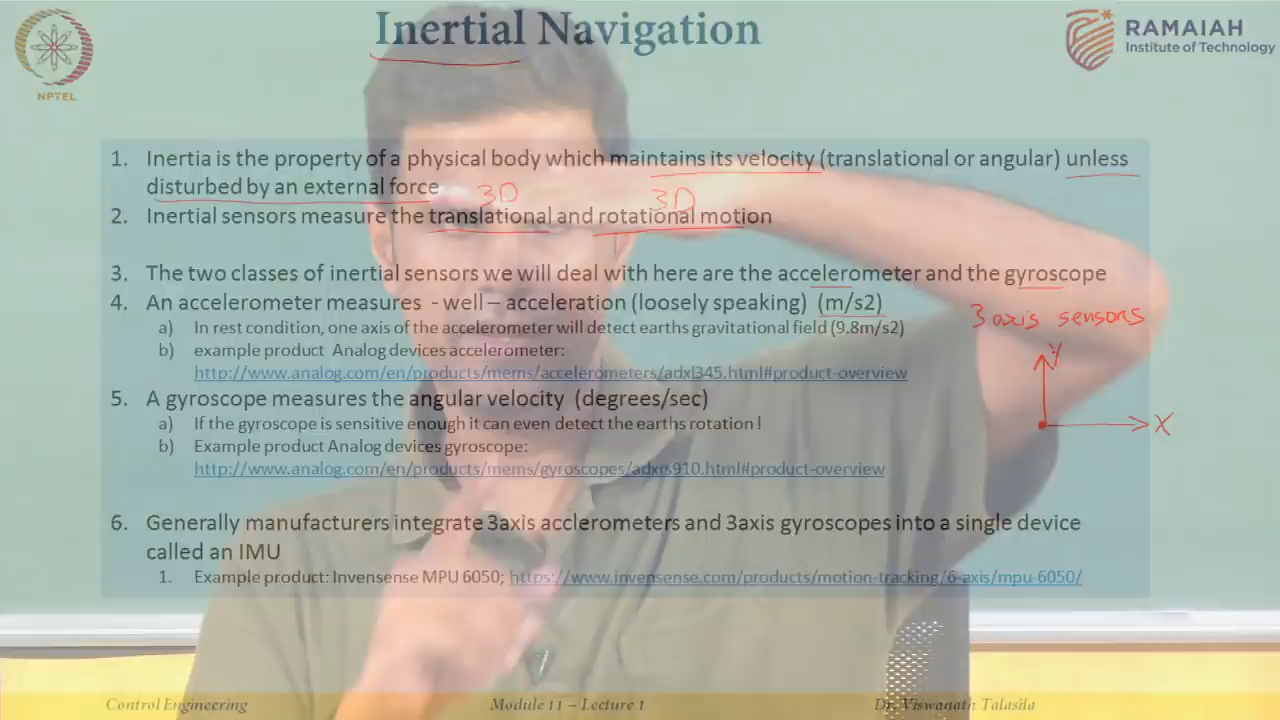 Inertial Navigation
RAMAIAH
Institute of Technology
NPTEL
1. Inertia is the property of a physical body which maintains its velocity (translational or angular) unless
disturbed by an external force
3D 3D
2. Inertial sensors measure the translational and rotational motion
3. The two classes of inertial sensors we will deal with here are the accelerometer and the gyroscope
4. An accelerometer measures - well – acceleration (loosely speaking) (m/s2)
3 axis sensors
a) In rest condition, one axis of the accelerometer will detect earths gravitational field (9.8m/s2)
b) example product Analog devices accelerometer:
Y
http://www.analog.com/en/products/mems/accelerometers/adxl345.html#product-overview
5. A gyroscope measures the angular velocity (degrees/sec)
a) If the gyroscope is sensitive enough it can even detect the earths rotation!
X
b) Example product Analog devices gyroscope:
http://www.analog.com/en/products/mems/gyroscopes/adxrs910.html#product-overview
6. Generally manufacturers integrate 3axis acclerometers and 3axis gyroscopes into a single device
called an IMU
1. Example product: Invensense MPU 6050; https://www.invensense.com/products/motion-tracking/6-axis/mpu-6050/
Control Engineering Module 11 – Lecture 1 Dr. Viswanath Talasila